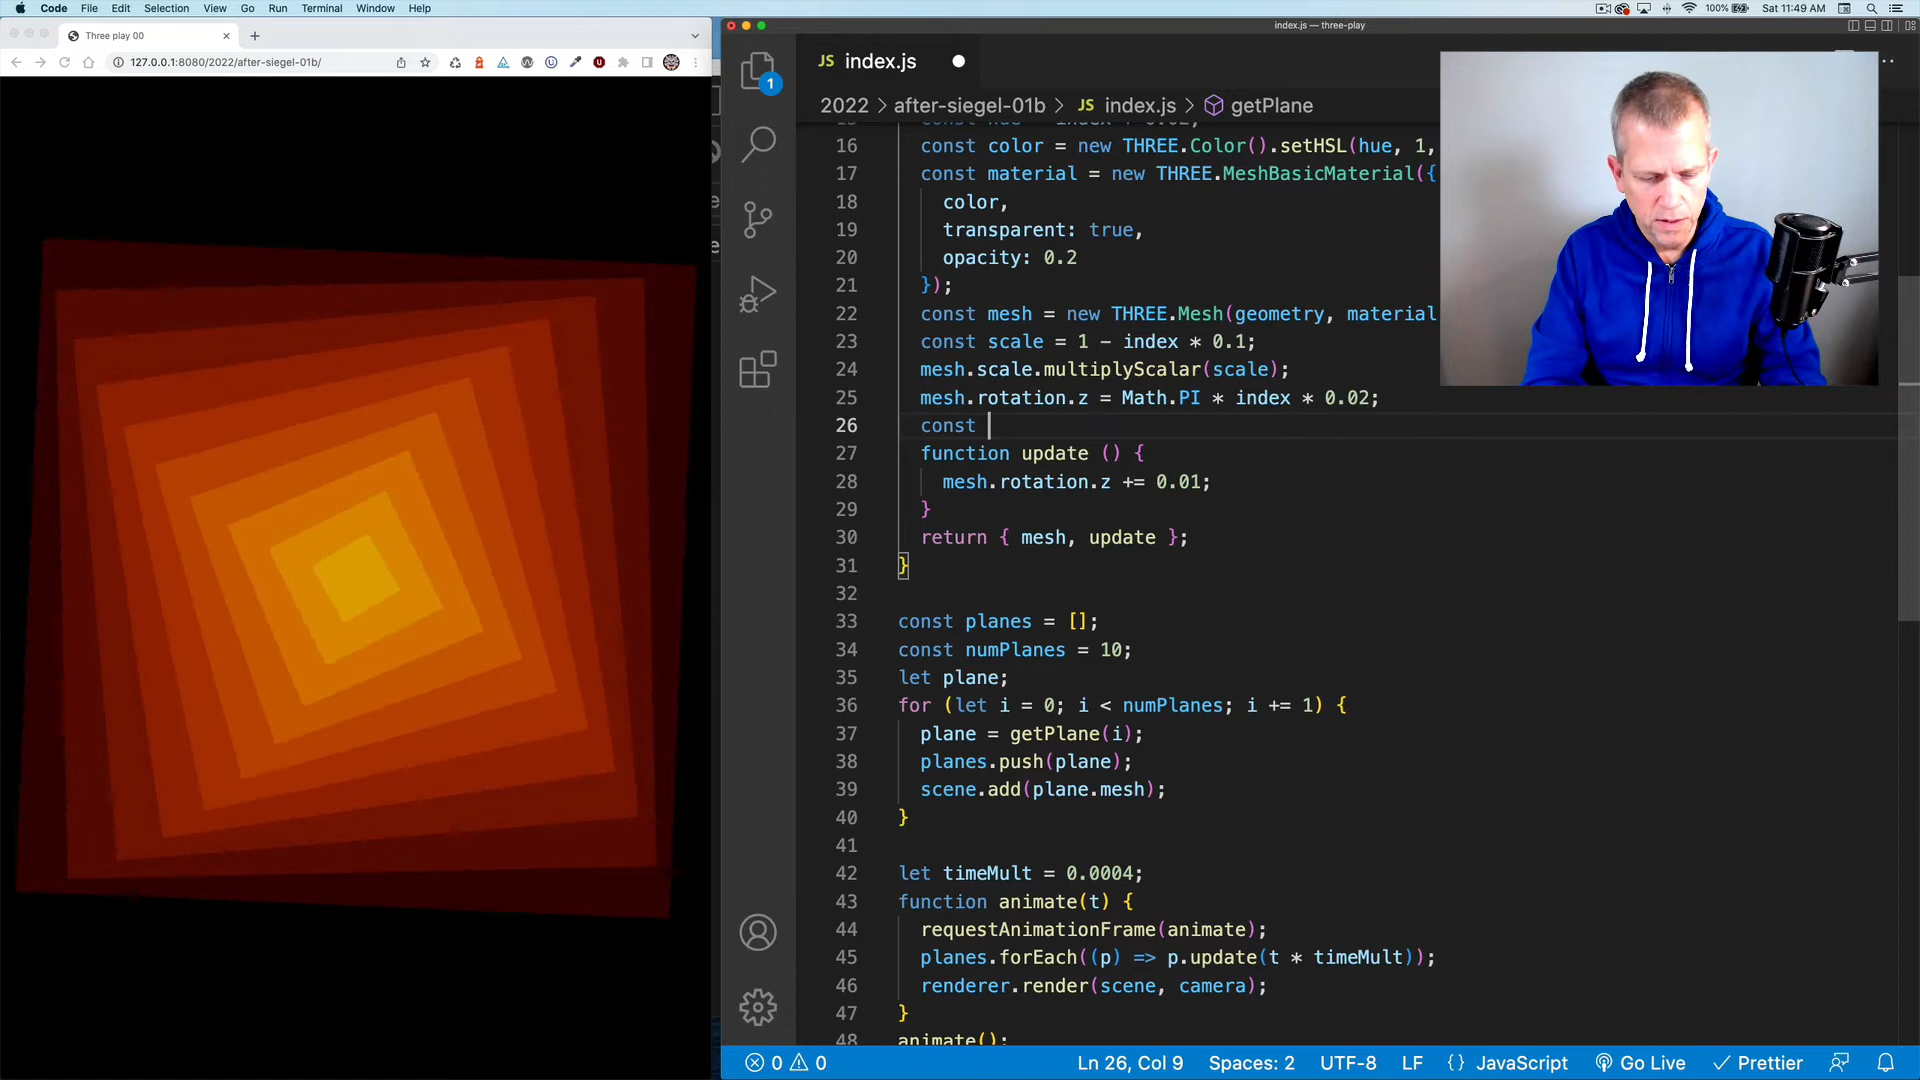 Code File Edit Selection View Go Run Terminal Window Help
100% Sat 11:49 AM
Three play 00
127.0.0.1:8080/2022/after-siegel-01b/
index.js — three-play
JS index.js
1
2022 > after-siegel-01b > JS index.js > getPlane
16 const color = new THREE.Color().setHSL(hue, 1,
17 const material = new THREE.MeshBasicMaterial({
18 color,
19 transparent: true,
20 opacity: 0.2
21 });
22 const mesh = new THREE.Mesh(geometry, material
23 const scale = 1 - index * 0.1;
24 mesh.scale.multiplyScalar(scale);
25 mesh.rotation.z = Math.PI * index * 0.02;
26 const
27 function update () {
28 mesh.rotation.z += 0.01;
29 }
30 return { mesh, update };
31 }
32
33 const planes = [];
34 const numPlanes = 10;
35 let plane;
36 for (let i = 0; i < numPlanes; i += 1) {
37 plane = getPlane(i);
38 planes.push(plane);
39 scene.add(plane.mesh);
40 }
41
42 let timeMult = 0.0004;
43 function animate(t) {
44 requestAnimationFrame(animate);
45 planes.forEach((p) => p.update(t * timeMult));
46 renderer.render(scene, camera);
47 }
48 animate();
0 0 Ln 26, Col 9 Spaces: 2 UTF-8 LF {} JavaScript Go Live Prettier